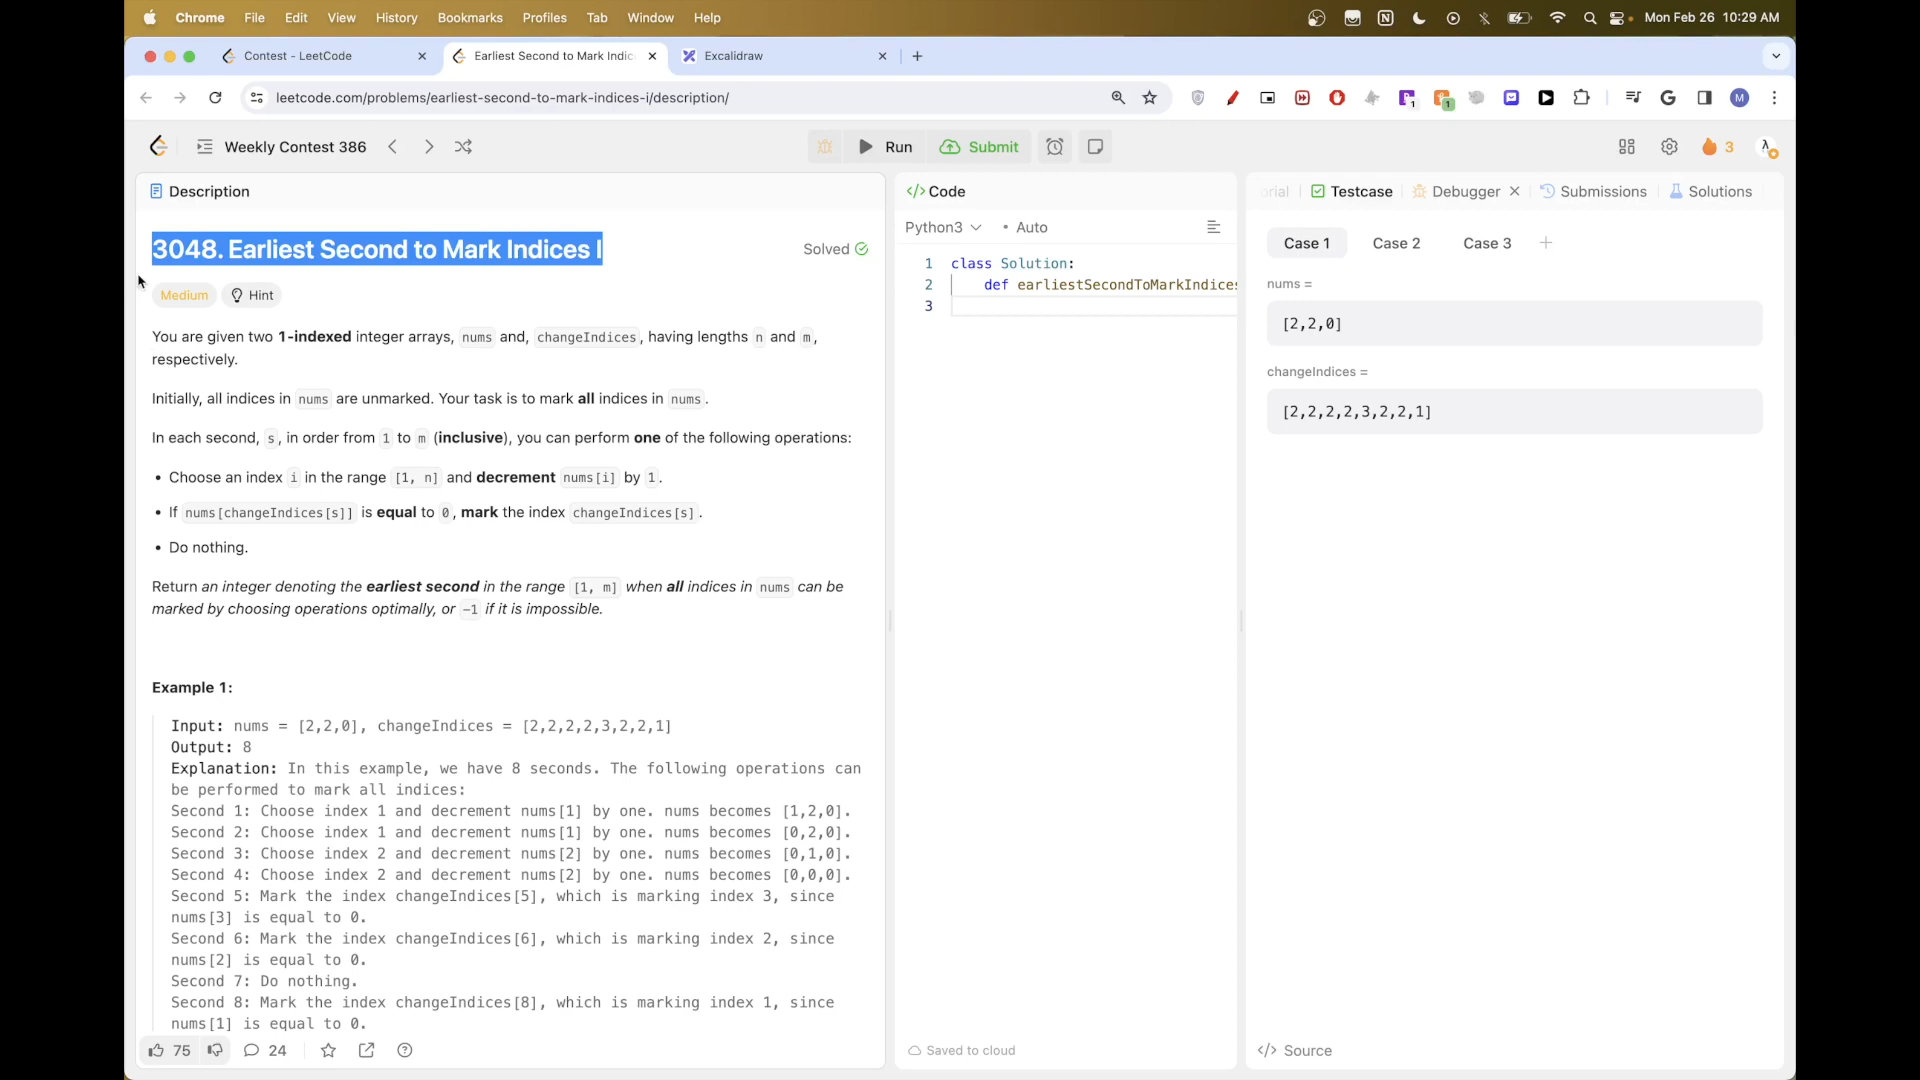 Chrome File Edit View History Bookmarks Profiles Tab Window Help Mon Feb 26 10:29 AM
Contest - LeetCode
Earliest Second to Mark Indic
Excalidraw
leetcode.com/problems/earliest-second-to-mark-indices-i/description/
1
1
M
Weekly Contest 386
Run
Submit
3
Description
3048. Earliest Second to Mark Indices I
Solved
Medium
Hint
You are given two 1-indexed integer arrays, nums and, changeIndices, having lengths n and m,
respectively.
Initially, all indices in nums are unmarked. Your task is to mark all indices in nums.
In each second, s, in order from 1 to m (inclusive), you can perform one of the following operations:
• Choose an index i in the range [1, n] and decrement nums[i] by 1.
• If nums[changeIndices[s]] is equal to 0, mark the index changeIndices[s].
• Do nothing.
Return an integer denoting the earliest second in the range [1, m] when all indices in nums can be
marked by choosing operations optimally, or -1 if it is impossible.
Example 1:
Input: nums = [2,2,0], changeIndices = [2,2,2,2,3,2,2,1]
Output: 8
Explanation: In this example, we have 8 seconds. The following operations can
be performed to mark all indices:
Second 1: Choose index 1 and decrement nums[1] by one. nums becomes [1,2,0].
Second 2: Choose index 1 and decrement nums[1] by one. nums becomes [0,2,0].
Second 3: Choose index 2 and decrement nums[2] by one. nums becomes [0,1,0].
Second 4: Choose index 2 and decrement nums[2] by one. nums becomes [0,0,0].
Second 5: Mark the index changeIndices[5], which is marking index 3, since
nums[3] is equal to 0.
Second 6: Mark the index changeIndices[6], which is marking index 2, since
nums[2] is equal to 0.
Second 7: Do nothing.
Second 8: Mark the index changeIndices[8], which is marking index 1, since
nums[1] is equal to 0.
75
24
</> Code
Python3
• Auto
1 class Solution:
2 def earliestSecondToMarkIndices
3
Saved to cloud
orial
Testcase
Debugger
Submissions
Solutions
Case 1
Case 2
Case 3
nums =
[2,2,0]
changeIndices =
[2,2,2,2,3,2,2,1]
</> Source